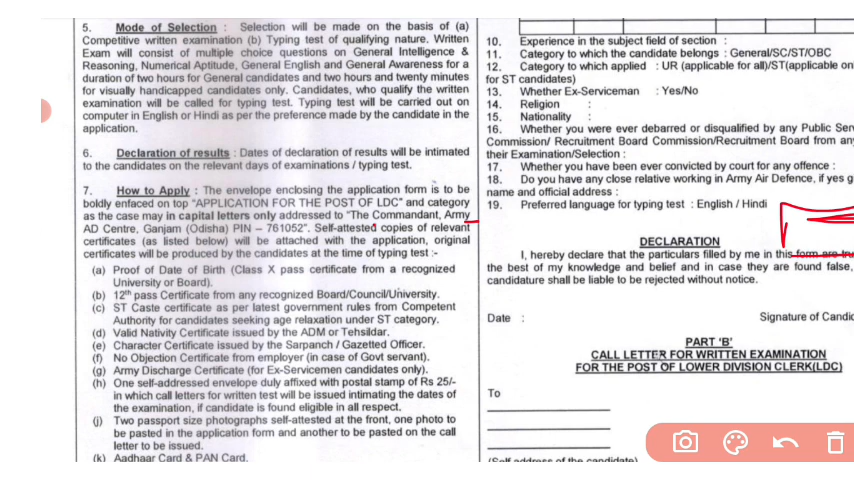 5. Mode of Selection : Selection will be made on the basis of (a)
Competitive written examination (b) Typing test of qualifying nature. Written
Exam will consist of multiple choice questions on General Intelligence &
Reasoning, Numerical Aptitude, General English and General Awareness for a
duration of two hours for General candidates and two hours and twenty minutes
for visually handicapped candidates only. Candidates, who qualify the written
examination will be called for typing test. Typing test will be carried out on
computer in English or Hindi as per the preference made by the candidate in the
application.
6. Declaration of results : Dates of declaration of results will be intimated
to the candidates on the relevant days of examinations / typing test.
7. How to Apply : The envelope enclosing the application form is to be
boldly enfaced on top "APPLICATION FOR THE POST OF LDC" and category
as the case may in capital letters only addressed to "The Commandant, Army
AD Centre, Ganjam (Odisha) PIN – 761052". Self-attested copies of relevant
certificates (as listed below) will be attached with the application, original
certificates will be produced by the candidates at the time of typing test :-
(a) Proof of Date of Birth (Class X pass certificate from a recognized
University or Board).
(b) 12th pass Certificate from any recognized Board/Council/University.
(c) ST Caste certificate as per latest government rules from Competent
Authority for candidates seeking age relaxation under ST category.
(d) Valid Nativity Certificate issued by the ADM or Tehsildar.
(e) Character Certificate issued by the Sarpanch / Gazetted Officer.
(f) No Objection Certificate from employer (in case of Govt servant).
(g) Army Discharge Certificate (for Ex-Servicemen candidates only).
(h) One self-addressed envelope duly affixed with postal stamp of Rs 25/-
in which call letters for written test will be issued intimating the dates of
the examination, if candidate is found eligible in all respect.
(j) Two passport size photographs self-attested at the front, one photo to
be pasted in the application form and another to be pasted on the call
letter to be issued.
(k) Aadhaar Card & PAN Card.
10. Experience in the subject field of section :
11. Category to which the candidate belongs : General/SC/ST/OBC
12. Category to which applied : UR (applicable for all)/ST(applicable on
for ST candidates)
13. Whether Ex-Serviceman : Yes/No
14. Religion :
15. Nationality :
16. Whether you were ever debarred or disqualified by any Public Ser
Commission/ Recruitment Board Commission/Recruitment Board from an
their Examination/Selection :
17. Whether you have been ever convicted by court for any offence :
18. Do you have any close relative working in Army Air Defence, if yes g
name and official address :
19. Preferred language for typing test : English / Hindi
DECLARATION
I, hereby declare that the particulars filled by me in this form are tru
the best of my knowledge and belief and in case they are found false,
candidature shall be liable to be rejected without notice.
Date : Signature of Candid
PART 'B'
CALL LETTER FOR WRITTEN EXAMINATION
FOR THE POST OF LOWER DIVISION CLERK(LDC)
To
(Self address of the candidate)